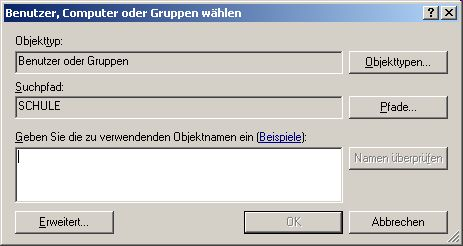 Benutzer, Computer oder Gruppen wählen
Objekttyp:
Benutzer oder Gruppen
Objekttypen...
Suchpfad:
SCHULE
Pfade...
Geben Sie die zu verwendenden Objektnamen ein (Beispiele):
Namen überprüfen
Erweitert...
OK
Abbrechen